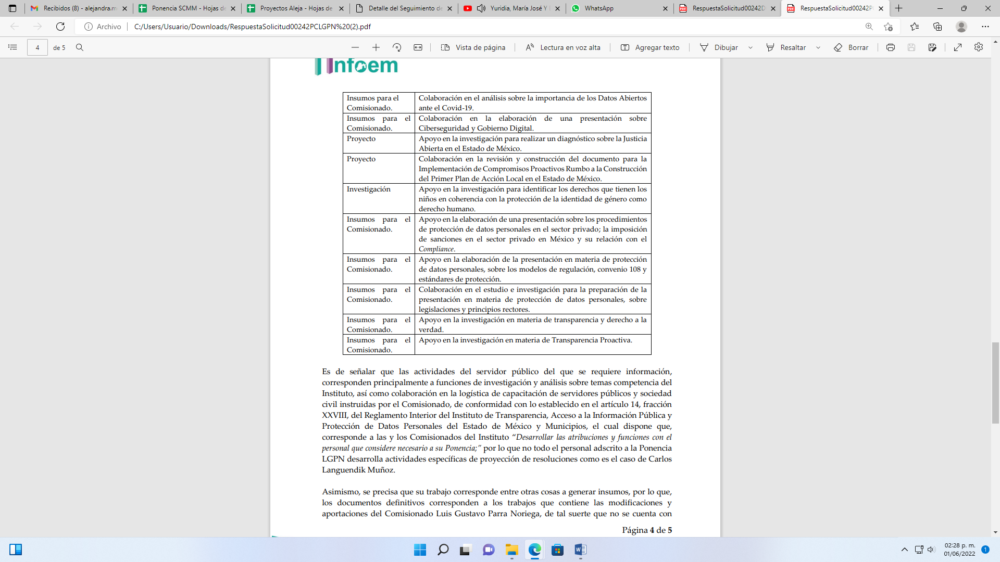 Recibidos (8) - alejandra.m
Ponencia SCMM - Hojas de
Proyectos Aleja - Hojas de
Detalle del Seguimiento de
Yuridia, María José Y
WhatsApp
RespuestaSolicitud00242D
RespuestaSolicitud00242P
Archivo
C:/Users/Usuario/Downloads/RespuestaSolicitud00242PCLGPN%20(2).pdf
4 de 5
Vista de página
Lectura en voz alta
Agregar texto
Dibujar
Resaltar
Borrar
infoem
Insumos para el Colaboración en el análisis sobre la importancia de los Datos Abiertos
Comisionado. ante el Covid-19.
Insumos para el Colaboración en la elaboración de una presentación sobre
Comisionado. Ciberseguridad y Gobierno Digital.
Proyecto Apoyo en la investigación para realizar un diagnóstico sobre la Justicia
Abierta en el Estado de México.
Proyecto Colaboración en la revisión y construcción del documento para la
Implementación de Compromisos Proactivos Rumbo a la Construcción
del Primer Plan de Acción Local en el Estado de México.
Investigación Apoyo en la investigación para identificar los derechos que tienen los
niños en coherencia con la protección de la identidad de género como
derecho humano.
Insumos para el Apoyo en la elaboración de una presentación sobre los procedimientos
Comisionado. de protección de datos personales en el sector privado; la imposición
de sanciones en el sector privado en México y su relación con el
Compliance.
Insumos para el Apoyo en la elaboración de la presentación en materia de protección
Comisionado. de datos personales, sobre los modelos de regulación, convenio 108 y
estándares de protección.
Insumos para el Colaboración en el estudio e investigación para la preparación de la
Comisionado. presentación en materia de protección de datos personales, sobre
legislaciones y principios rectores.
Insumos para el Apoyo en la investigación en materia de transparencia y derecho a la
Comisionado. verdad.
Insumos para el Apoyo en la investigación en materia de Transparencia Proactiva.
Comisionado.
Es de señalar que las actividades del servidor público del que se requiere información,
corresponden principalmente a funciones de investigación y análisis sobre temas competencia del
Instituto, así como colaboración en la logística de capacitación de servidores públicos y sociedad
civil instruidas por el Comisionado, de conformidad con lo establecido en el artículo 14, fracción
XXVIII, del Reglamento Interior del Instituto de Transparencia, Acceso a la Información Pública y
Protección de Datos Personales del Estado de México y Municipios, el cual dispone que,
corresponde a las y los Comisionados del Instituto “Desarrollar las atribuciones y funciones con el
personal que considere necesario a su Ponencia;” por lo que no todo el personal adscrito a la Ponencia
LGPN desarrolla actividades específicas de proyección de resoluciones como es el caso de Carlos
Languendik Muñoz.
Asimismo, se precisa que su trabajo corresponde entre otras cosas a generar insumos, por lo que,
los documentos definitivos corresponden a los trabajos que contiene las modificaciones y
aportaciones del Comisionado Luis Gustavo Parra Noriega, de tal suerte que no se cuenta con
Página 4 de 5
02:28 p. m.
01/06/2022
1